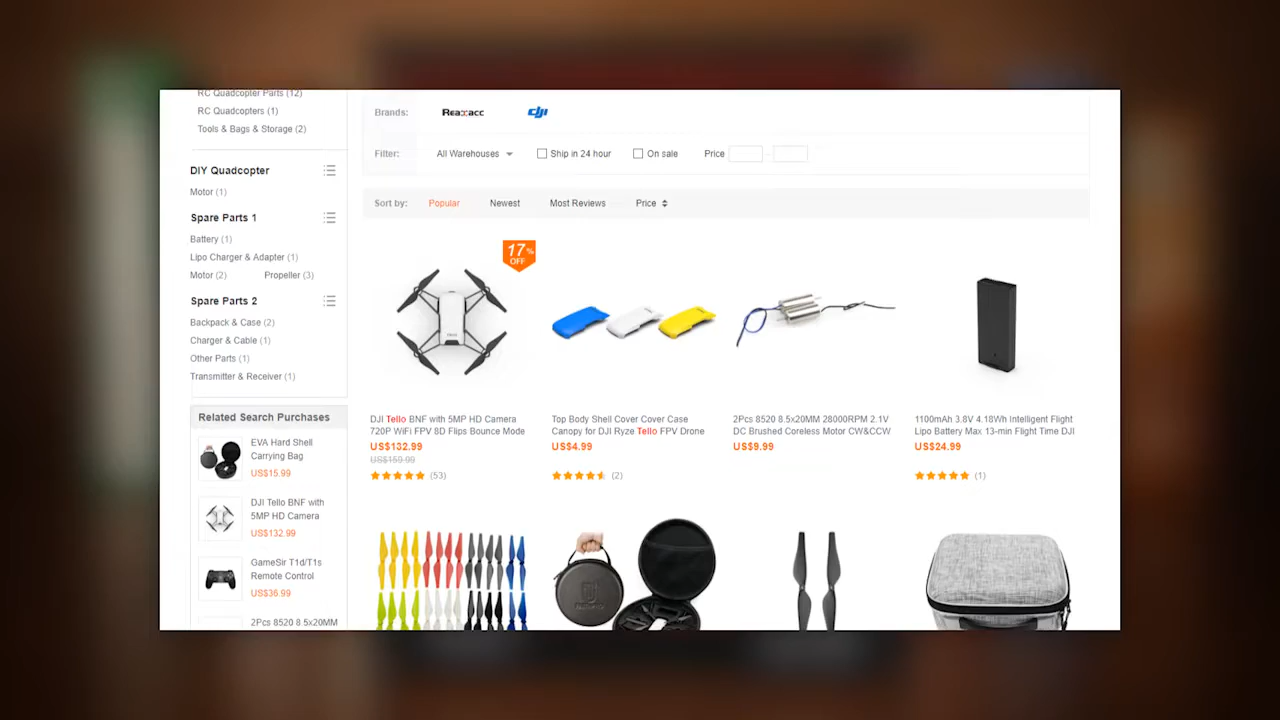 RC Quadcopter Parts (12)
RC Quadcopters (1)
Tools & Bags & Storage (2)
DIY Quadcopter
Motor (1)
Spare Parts 1
Battery (1)
Lipo Charger & Adapter (1)
Motor (2) Propeller (3)
Spare Parts 2
Backpack & Case (2)
Charger & Cable (1)
Other Parts (1)
Transmitter & Receiver (1)
Related Search Purchases
EVA Hard Shell
Carrying Bag
US$15.99
DJI Tello BNF with
5MP HD Camera
US$132.99
GameSir T1d/T1s
Remote Control
US$36.99
2Pcs 8520 8.5x20MM
Brands: Realacc dji
Filter: All Warehouses Ship in 24 hour On sale Price
Sort by: Popular Newest Most Reviews Price
17%
OFF
DJI Tello BNF with 5MP HD Camera
720P WiFi FPV 8D Flips Bounce Mode
US$132.99
US$159.99
(53)
Top Body Shell Cover Cover Case
Canopy for DJI Ryze Tello FPV Drone
US$4.99
(2)
2Pcs 8520 8.5x20MM 28000RPM 2.1V
DC Brushed Coreless Motor CW&CCW
US$9.99
1100mAh 3.8V 4.18Wh Intelligent Flight
Lipo Battery Max 13-min Flight Time DJI
US$24.99
(1)